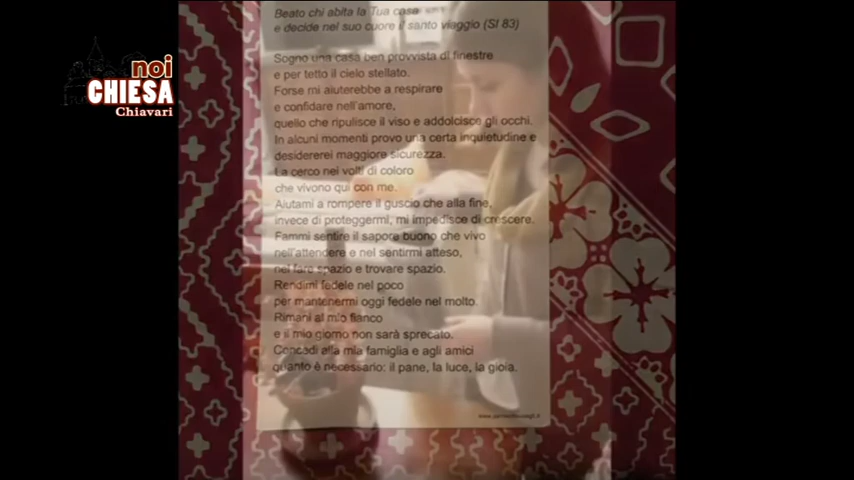 noi
CHIESA
Chiavari
Beato chi abita la Tua casa
e decide nel suo cuore il santo viaggio (Sl 83)
Sogno una casa ben provvista di finestre
e per tetto il cielo stellato.
Forse mi aiuterebbe a respirare
e confidare nell'amore,
quello che ripulisce il viso e addolcisce gli occhi.
In alcuni momenti provo una certa inquietudine e
desidererei maggiore sicurezza.
La cerco nei volti di coloro
che vivono qui con me.
Aiutami a rompere il guscio che alla fine,
invece di proteggermi, mi impedisce di crescere.
Fammi sentire il sapore buono che vivo
nell'attendere e nel sentirmi atteso,
nel fare spazio e trovare spazio.
Rendimi fedele nel poco
per mantenermi oggi fedele nel molto.
Rimani al mio fianco
e il mio giorno non sarà sprecato.
Concedi alla mia famiglia e agli amici
quanto è necessario: il pane, la luce, la gioia.